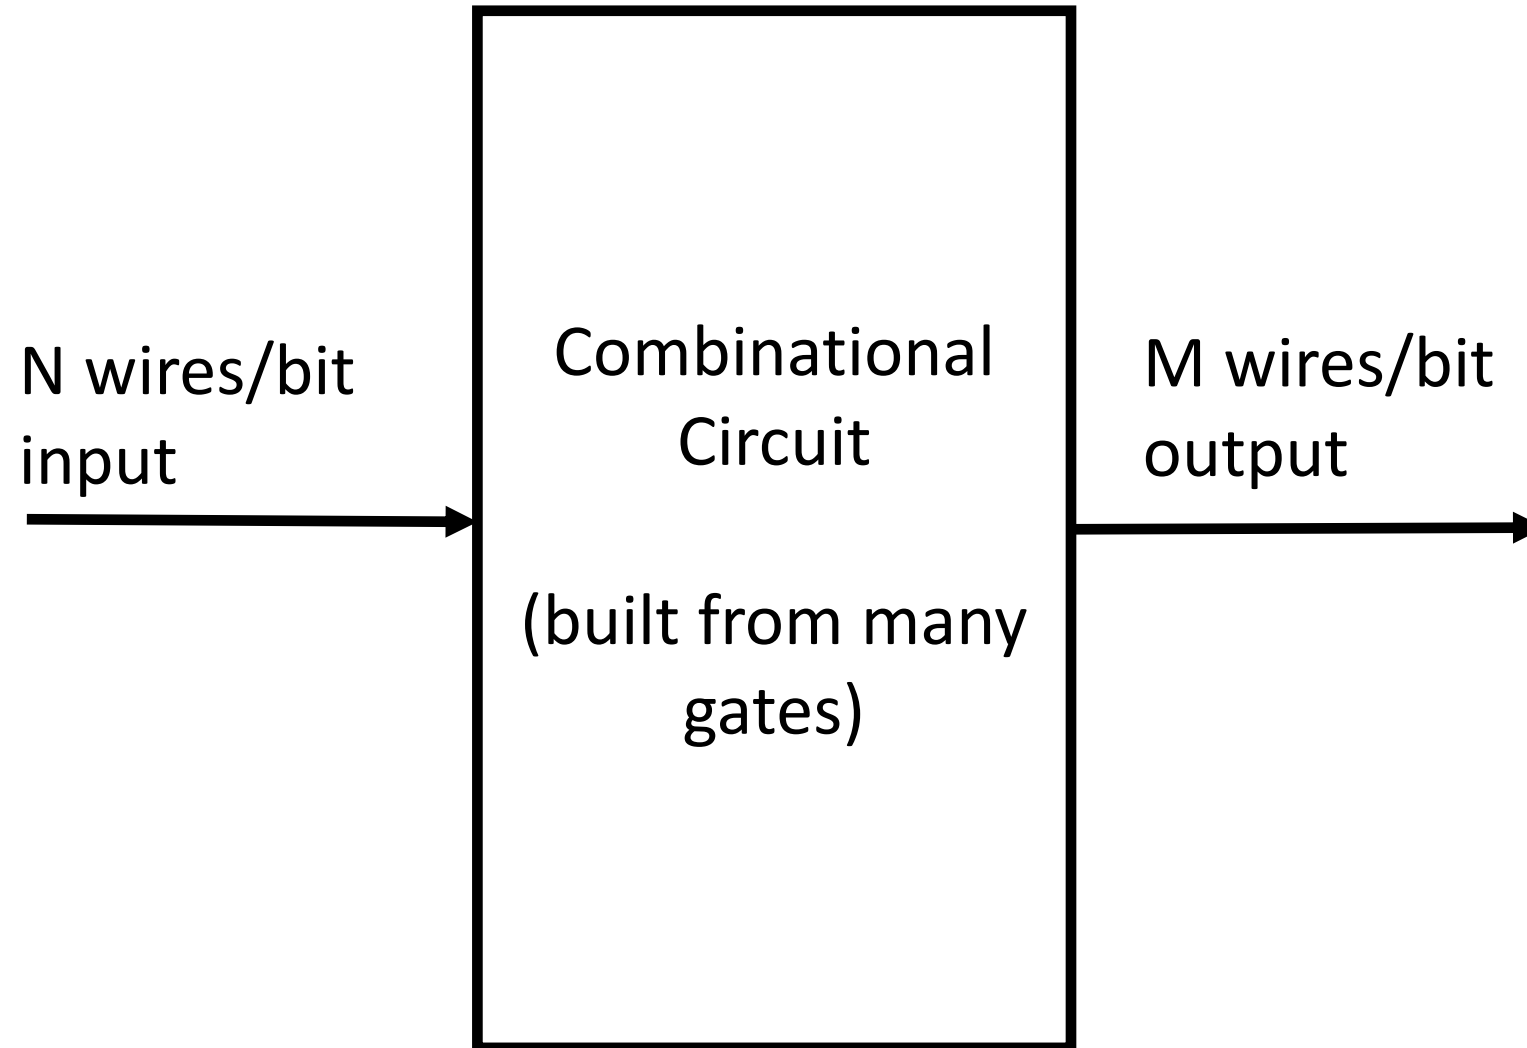 N wires/bit
input
Combinational
Circuit
(built from many
gates)
M wires/bit
output